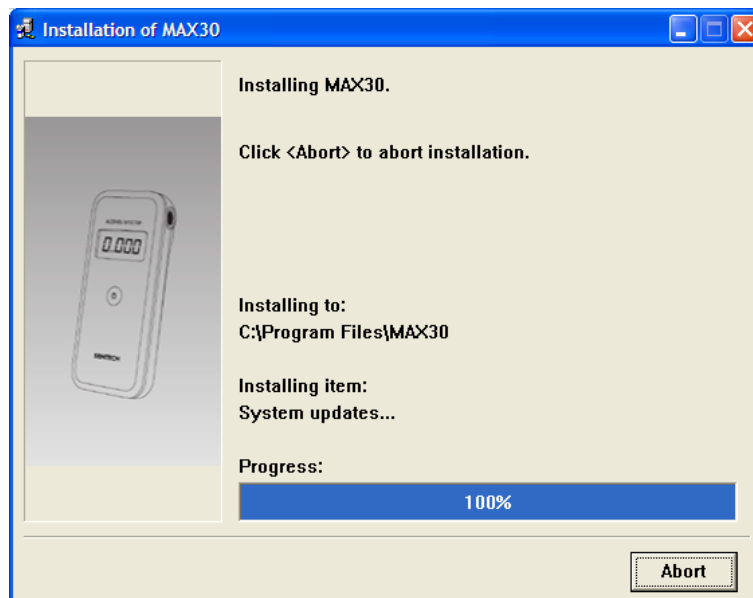 Installation of MAX30
Installing MAX30.
Click <Abort> to abort installation.
0.000
Installing to:
C:\Program Files\MAX30
Installing item:
System updates...
SENTECH
Progress:
100%
Abort